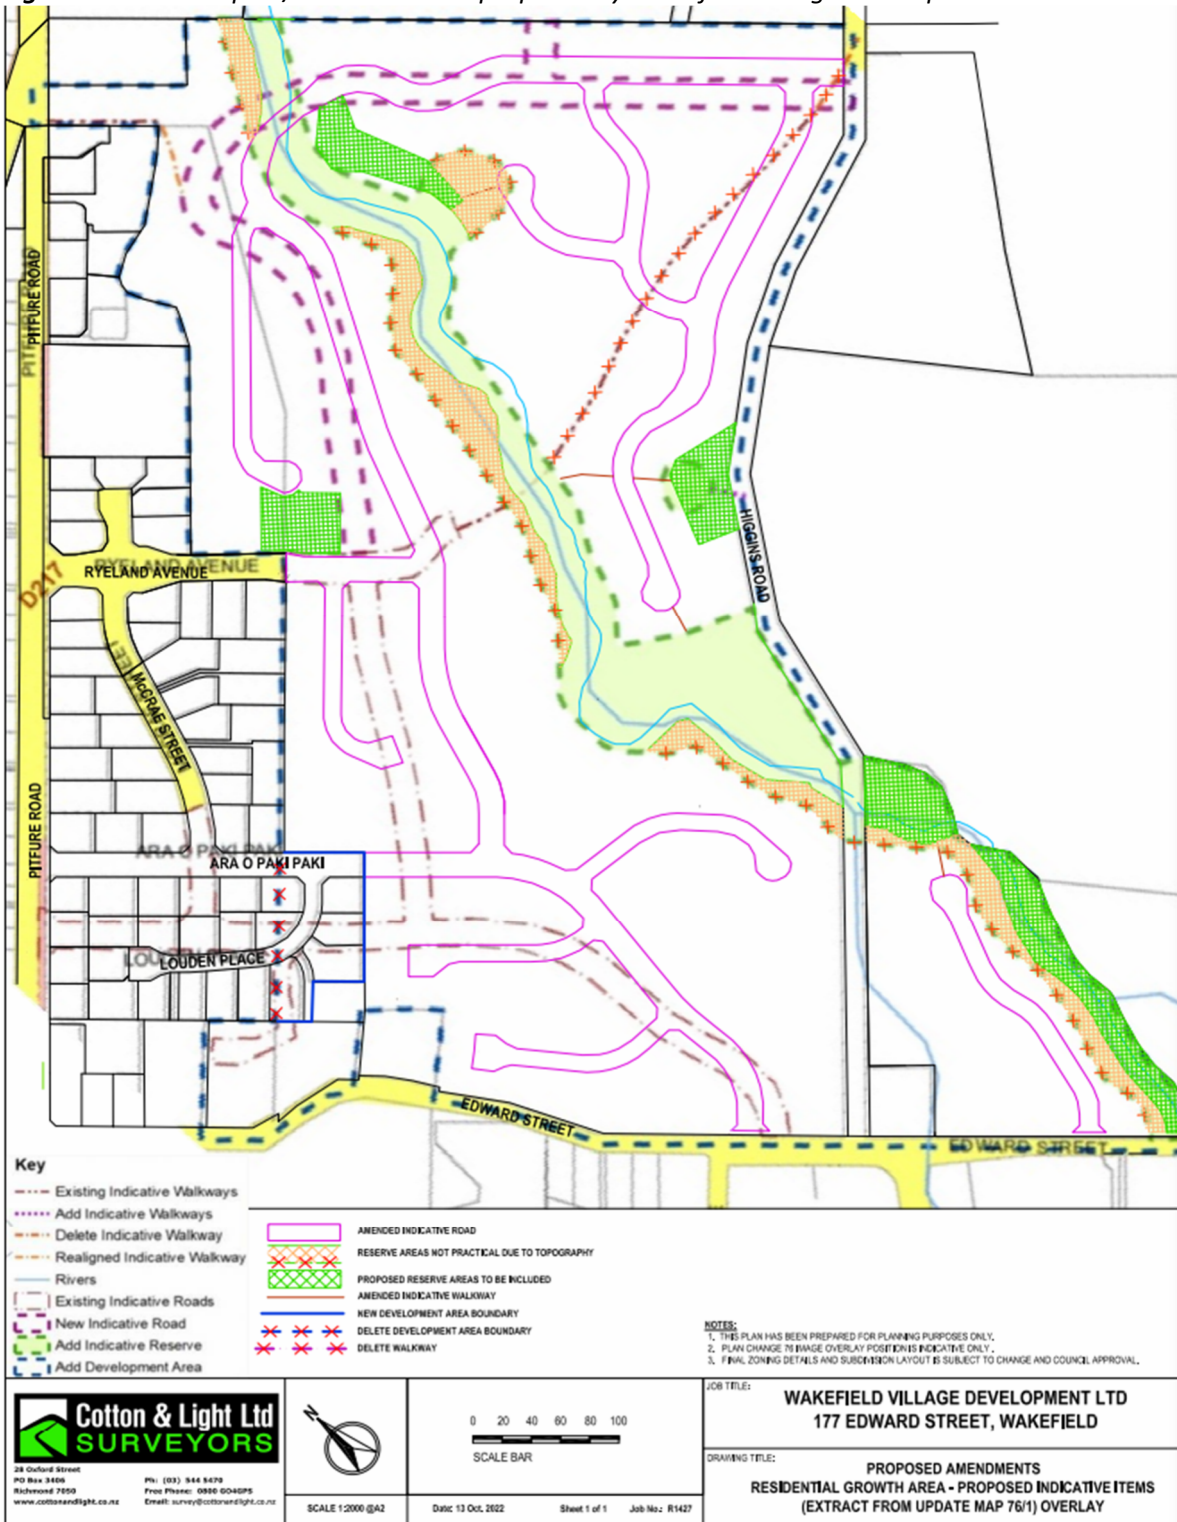 PITFURE ROAD
PITFURE ROAD
HIGGINS ROAD
RYELAND AVENUE
RYELAND AVENUE
D217
McCRAE STREET
PITFURE ROAD
ARA O PAKI PAKI
ARA O PAKI PAKI
LOUDEN PLACE
EDWARD STREET
EDWARD STREET
Key
Existing Indicative Walkways
Add Indicative Walkways
Delete Indicative Walkway
Realigned Indicative Walkway
Rivers
Existing Indicative Roads
New Indicative Road
Add Indicative Reserve
Add Development Area
AMENDED INDICATIVE ROAD
RESERVE AREAS NOT PRACTICAL DUE TO TOPOGRAPHY
PROPOSED RESERVE AREAS TO BE INCLUDED
AMENDED INDICATIVE WALKWAY
NEW DEVELOPMENT AREA BOUNDARY
DELETE DEVELOPMENT AREA BOUNDARY
DELETE WALKWAY
NOTES:
1. THIS PLAN HAS BEEN PREPARED FOR PLANNING PURPOSES ONLY.
2. PLAN CHANGE 76 IMAGE OVERLAY POSITION IS INDICATIVE ONLY.
3. FINAL ZONING DETAILS AND SUBDIVISION LAYOUT IS SUBJECT TO CHANGE AND COUNCIL APPROVAL.
Cotton & Light Ltd
SURVEYORS
28 Oxford Street
PO Box 3406
Richmond 7050
www.cottonandlight.co.nz
Ph: (03) 544 5470
Free Phone: 0800 GO4GPS
Email: survey@cottonandlight.co.nz
N
SCALE 1:2000 @A2
0 20 40 60 80 100
SCALE BAR
Date: 13 Oct, 2022
Sheet 1 of 1
Job No.: R1427
JOB TITLE:
WAKEFIELD VILLAGE DEVELOPMENT LTD
177 EDWARD STREET, WAKEFIELD
DRAWING TITLE:
PROPOSED AMENDMENTS
RESIDENTIAL GROWTH AREA - PROPOSED INDICATIVE ITEMS
(EXTRACT FROM UPDATE MAP 76/1) OVERLAY